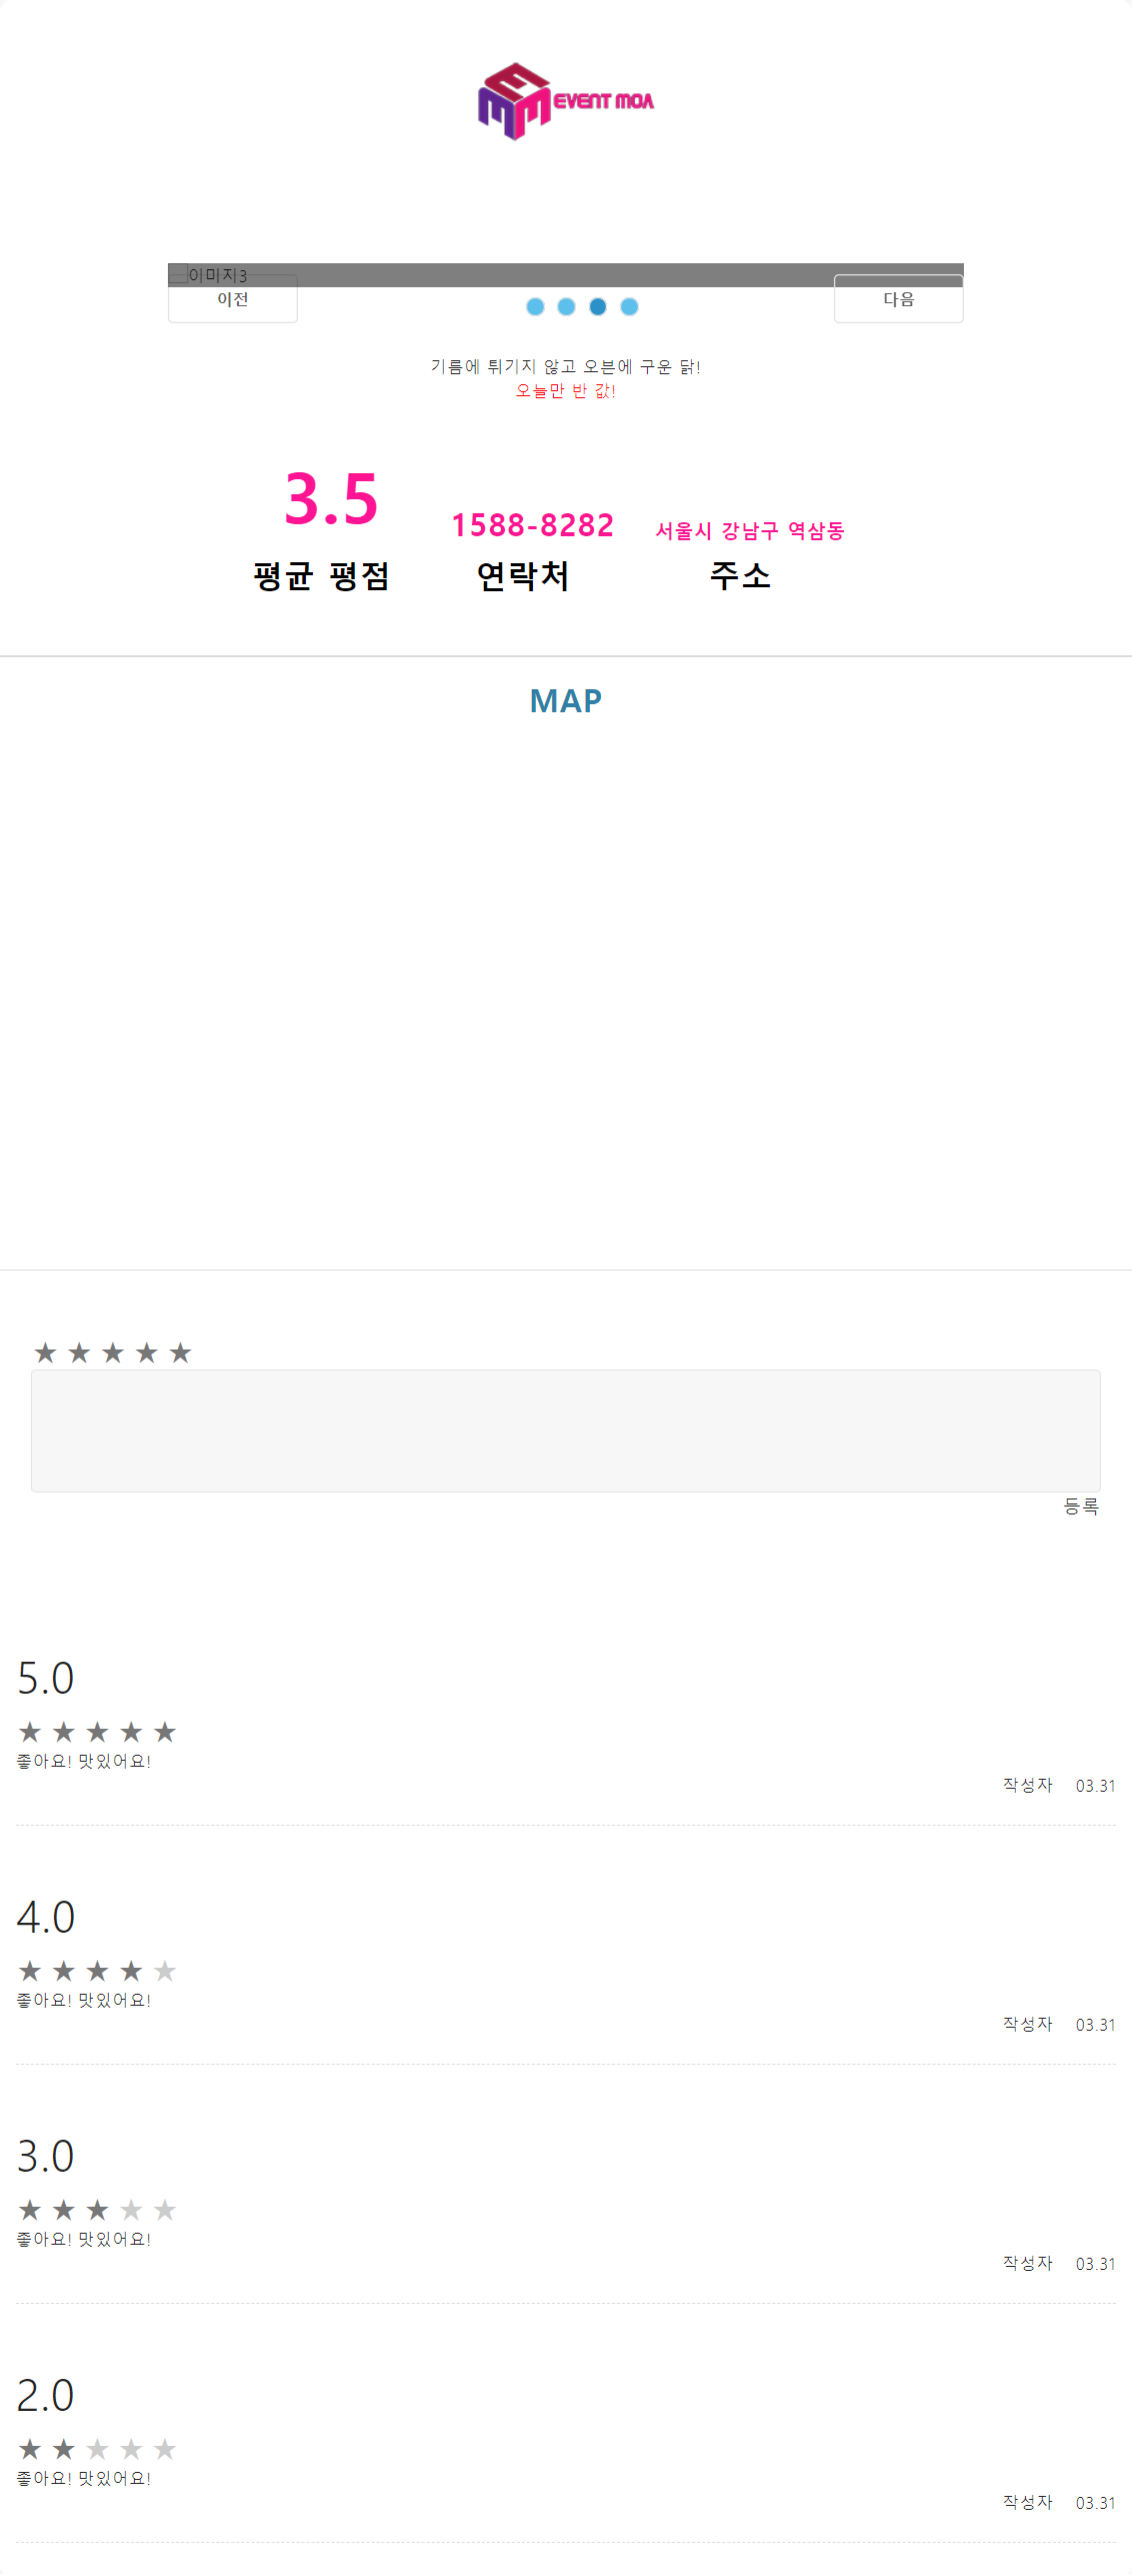 EVENT MOA
이미지3
이전
다음
기름에 튀기지 않고 오븐에 구운 닭!
오늘만 반 값!
3.5
1588-8282
서울시 강남구 역삼동
평균 평점
연락처
주소
MAP
★ ★ ★ ★ ★
등록
5.0
★ ★ ★ ★ ★
좋아요! 맛있어요!
작성자 03.31
4.0
★ ★ ★ ★ ★
좋아요! 맛있어요!
작성자 03.31
3.0
★ ★ ★ ★ ★
좋아요! 맛있어요!
작성자 03.31
2.0
★ ★ ★ ★ ★
좋아요! 맛있어요!
작성자 03.31